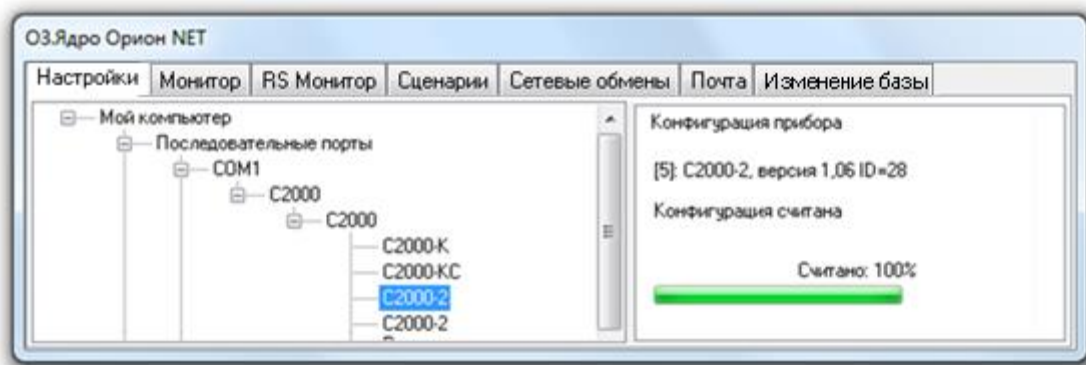 ОЗ.Ядро Орион NET
Настройки Монитор RS Монитор Сценарии Сетевые обмены Почта Изменение базы
Мой компьютер
Последовательные порты
COM1
С2000
С2000
С2000-К
С2000-КС
С2000-2
С2000-2
Конфигурация прибора
[5]: С2000-2, версия 1,06 ID=28
Конфигурация считана
Считано: 100%